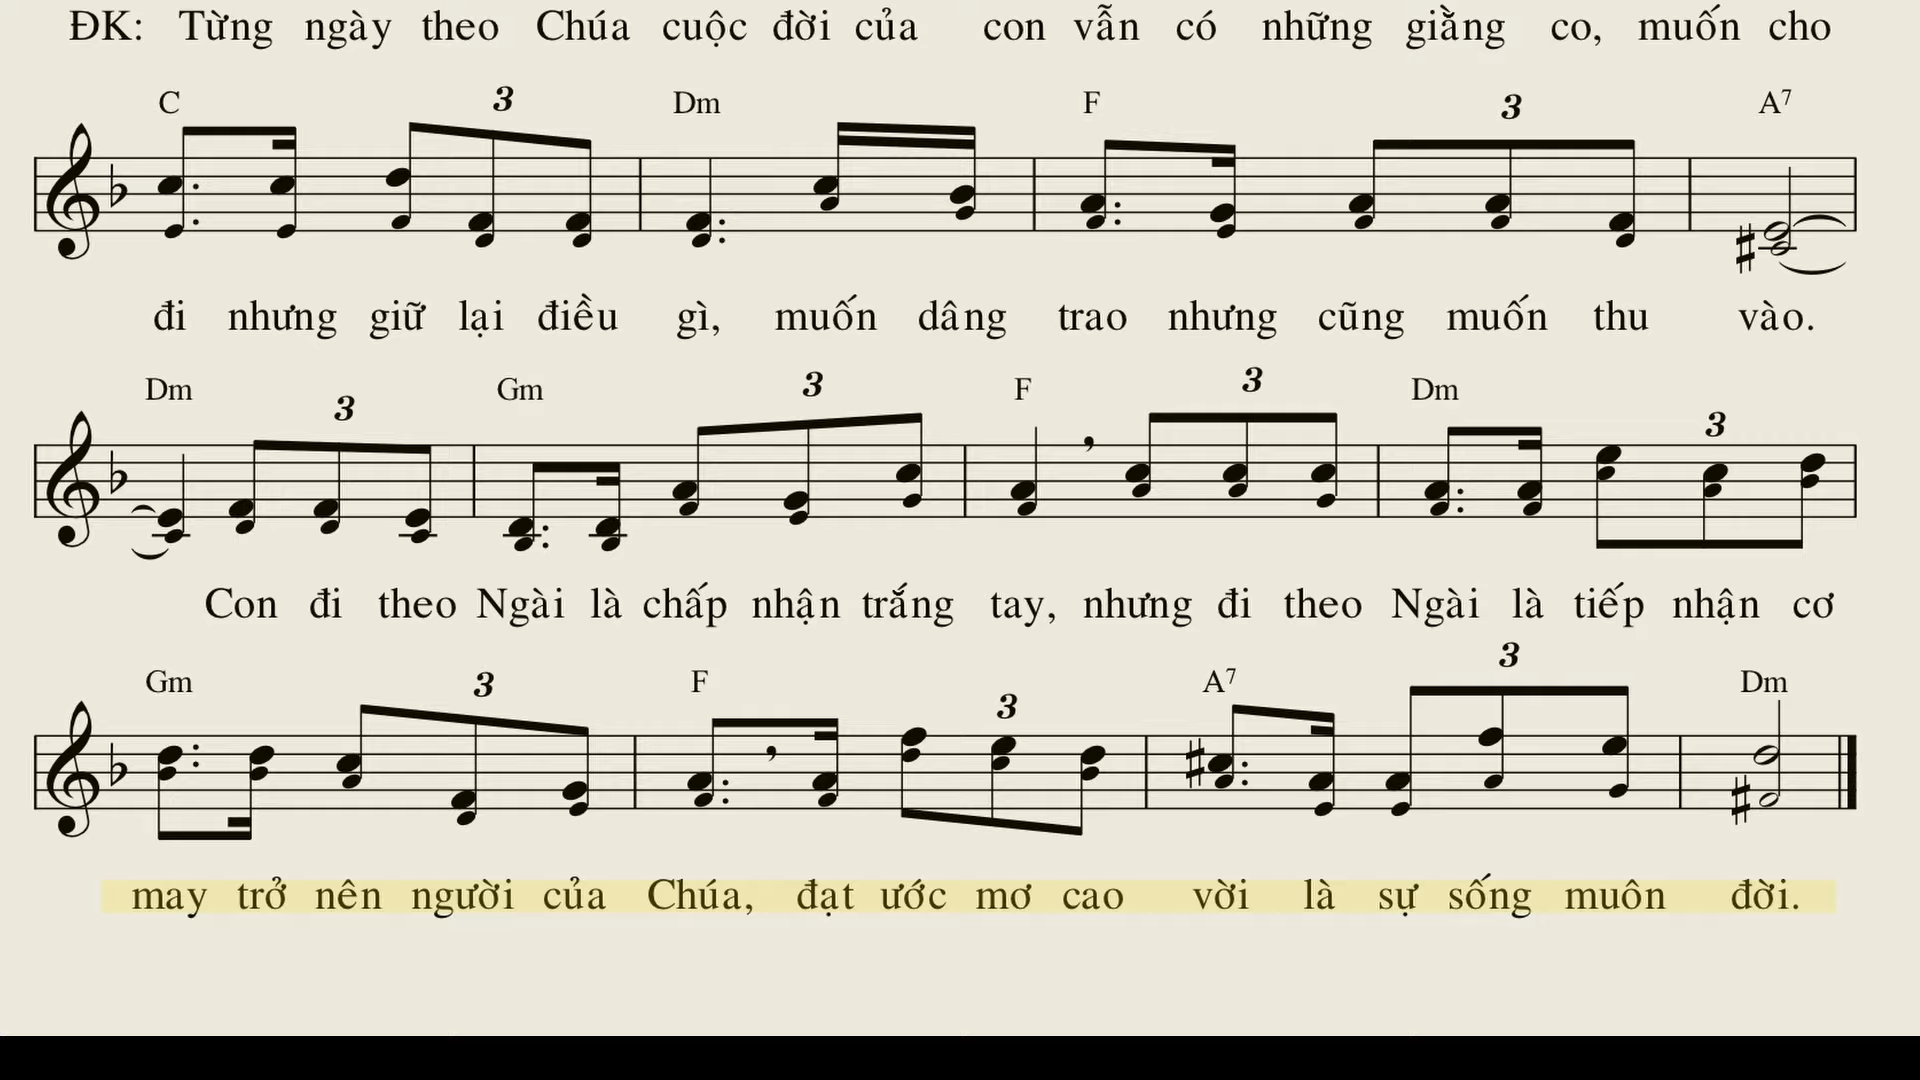 ĐK: Từng ngày theo Chúa cuộc đời của con vẫn có những giằng co, muốn cho
C 3 Dm F 3 A7
đi nhưng giữ lại điều gì, muốn dâng trao nhưng cũng muốn thu vào.
Dm 3 Gm 3 F 3 Dm 3
Con đi theo Ngài là chấp nhận trắng tay, nhưng đi theo Ngài là tiếp nhận cơ
Gm 3 F 3 A7 3 Dm
may trở nên người của Chúa, đạt ước mơ cao vời là sự sống muôn đời.